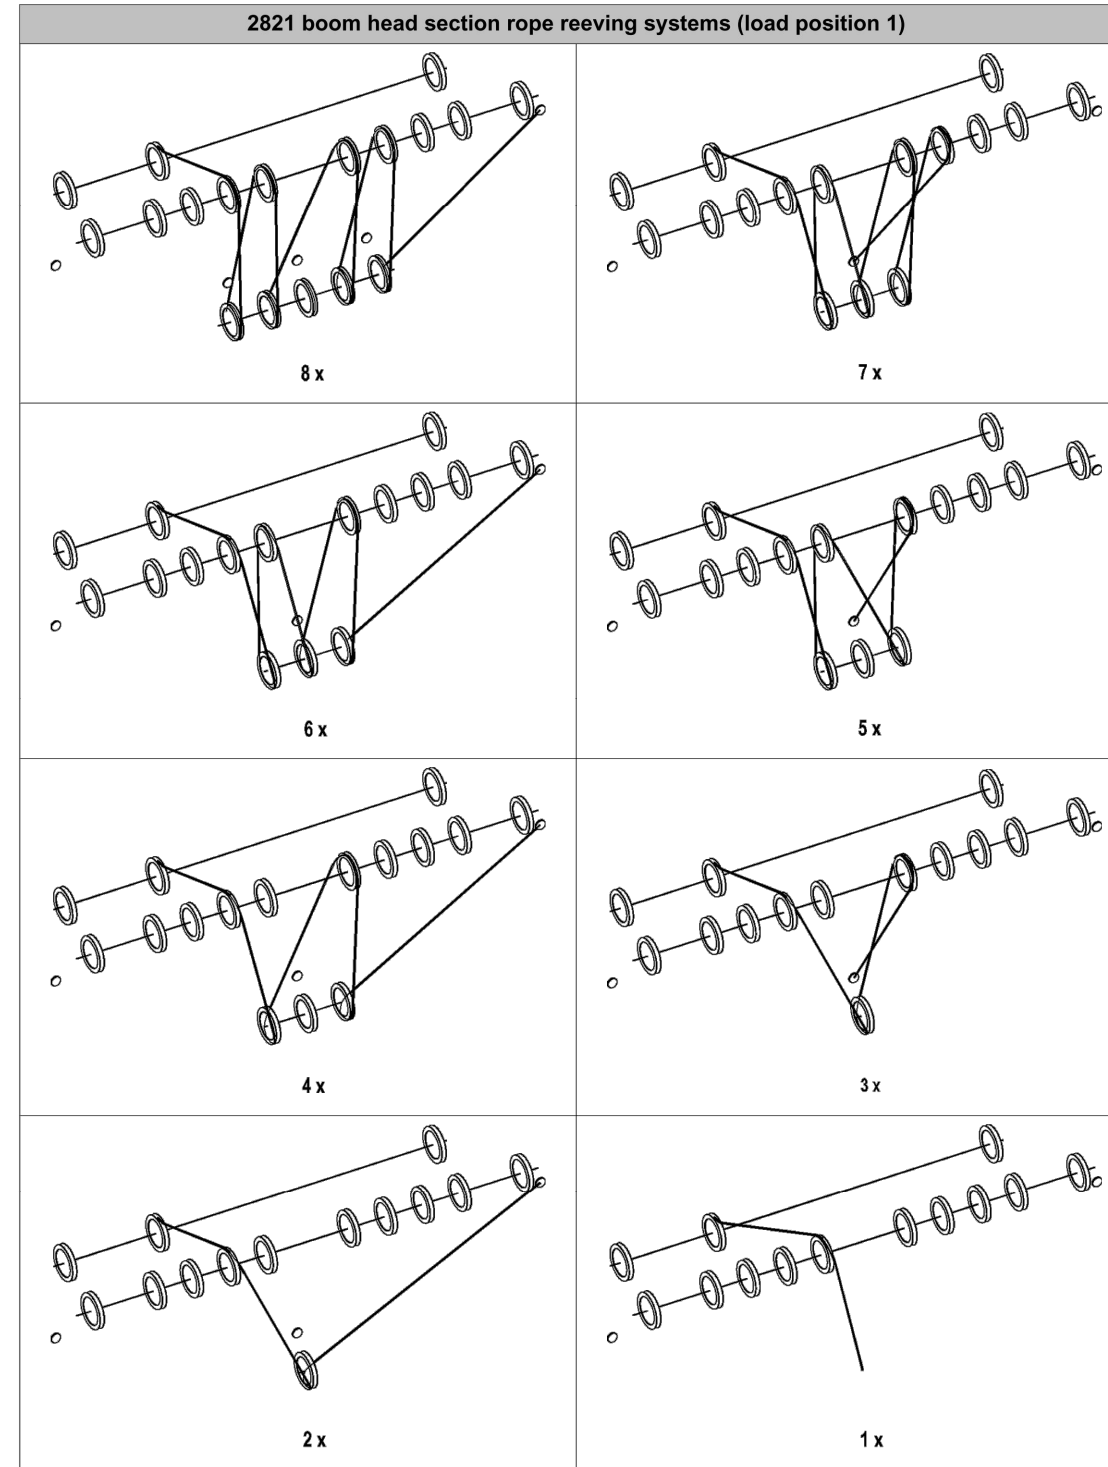 2821 boom head section rope reeving systems (load position 1)
8 x
7 x
6 x
5 x
4 x
3 x
2 x
1 x